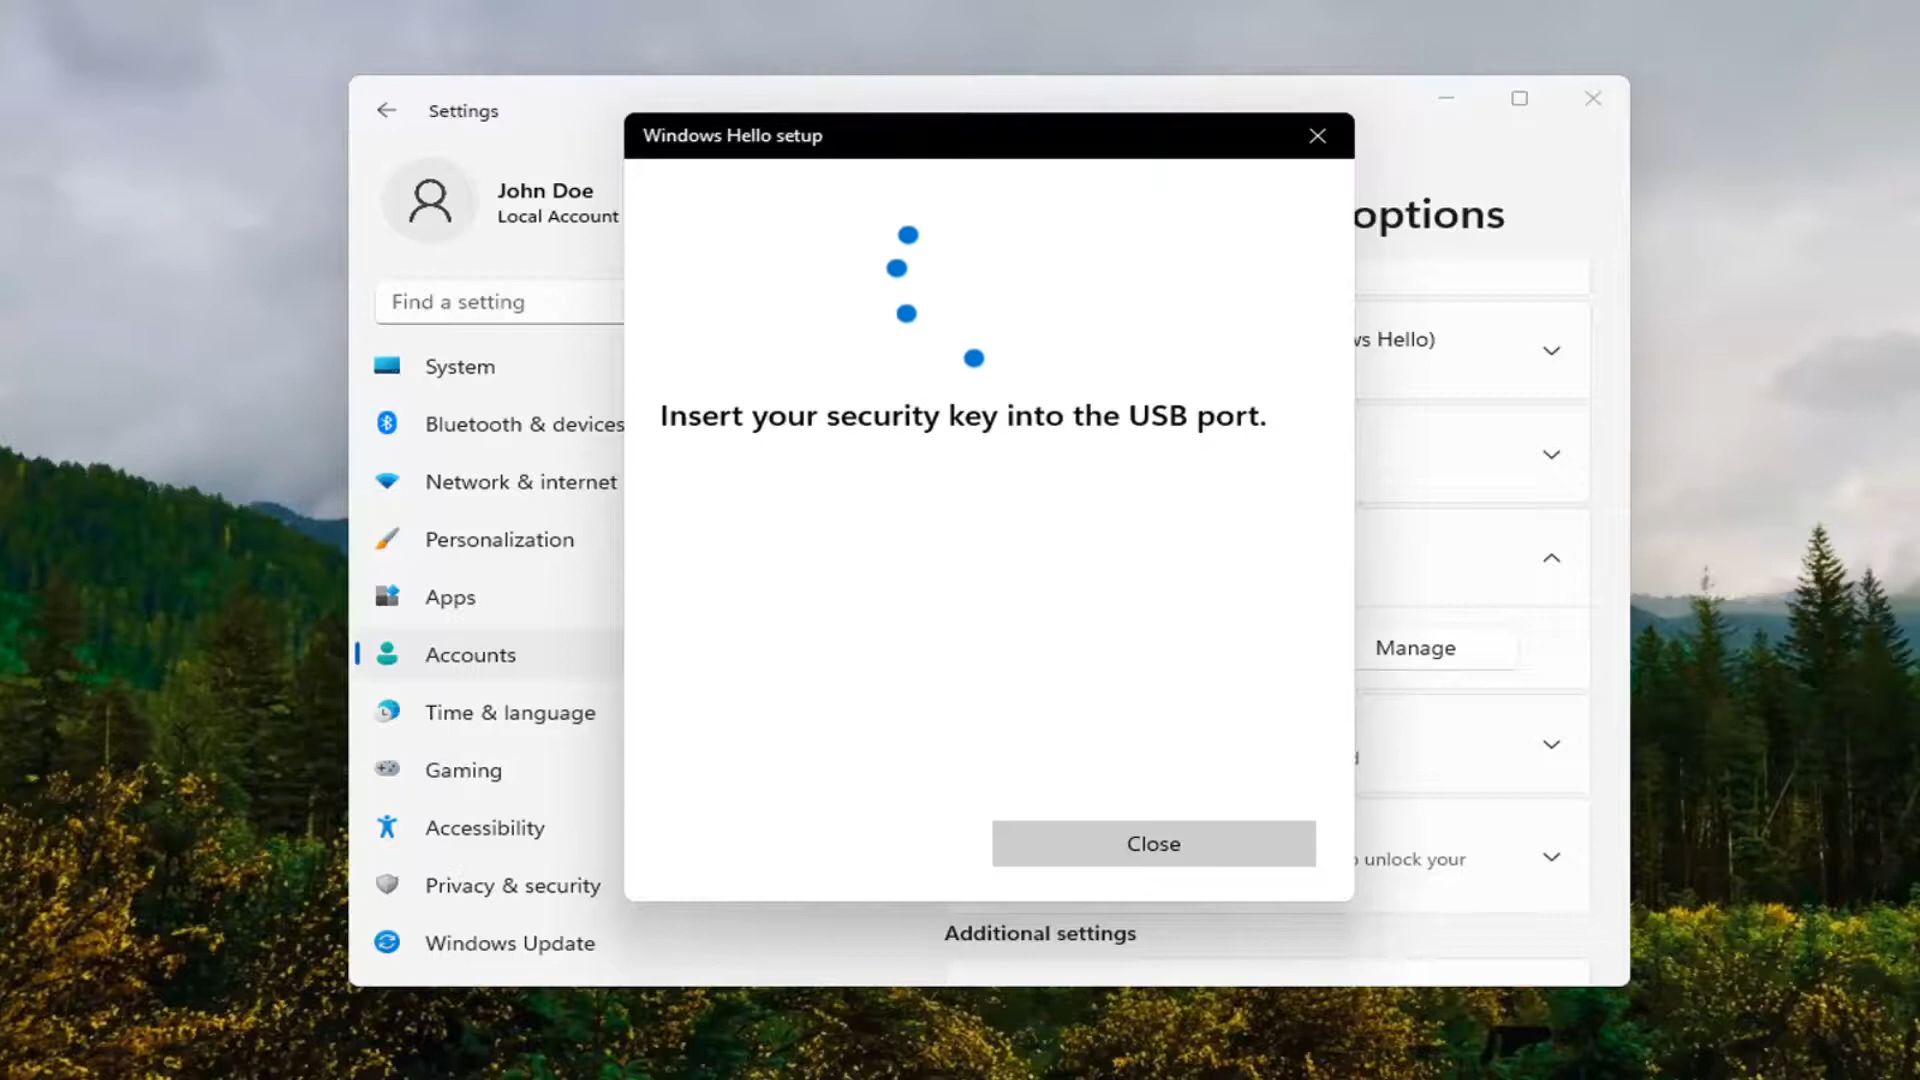 Settings
Windows Hello setup
John Doe
Local Account
options
Find a setting
Hello)
System
Insert your security key into the USB port.
Bluetooth & devices
Network & internet
Personalization
Apps
Manage
Accounts
Time & language
Gaming
Accessibility
Close
unlock your
Privacy & security
Additional settings
Windows Update